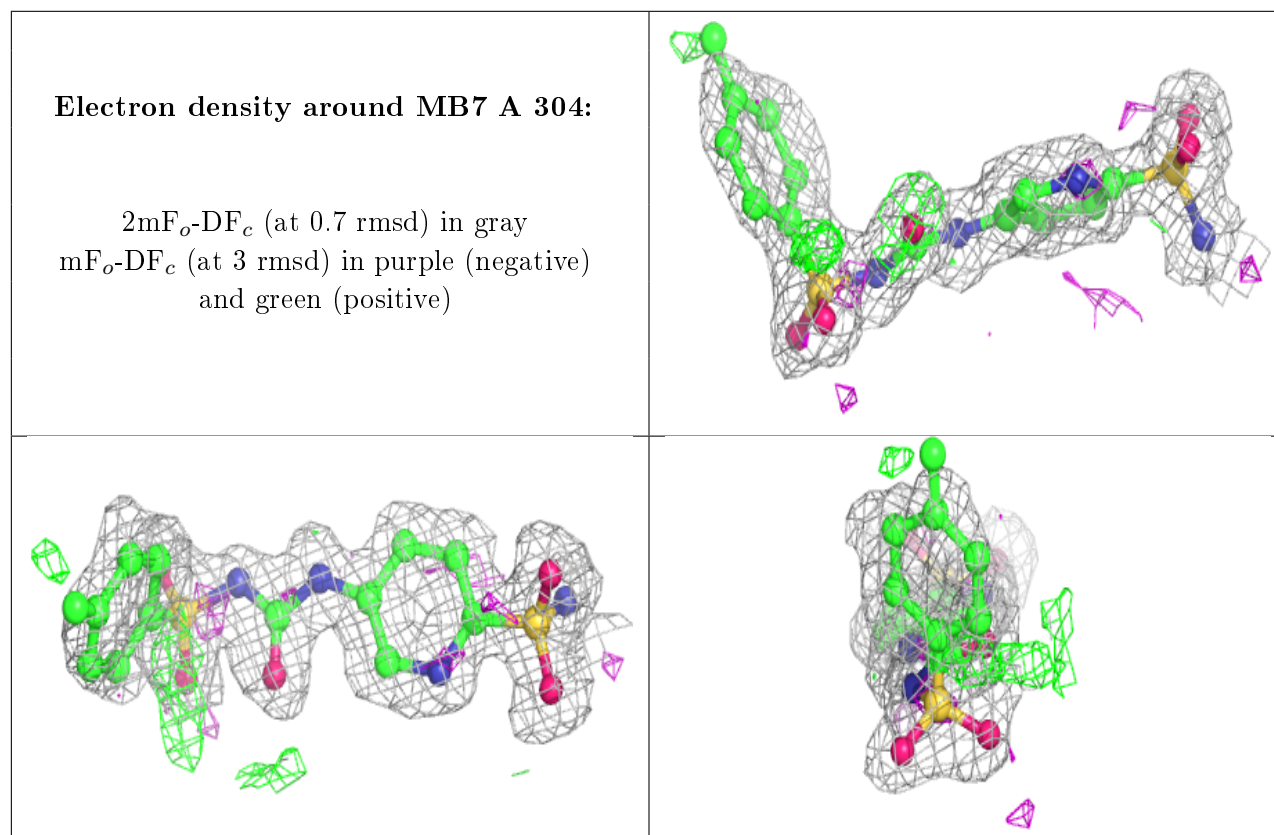 Electron density around MB7 A 304:
2mFo-DFc (at 0.7 rmsd) in gray
mFo-DFc (at 3 rmsd) in purple (negative)
and green (positive)